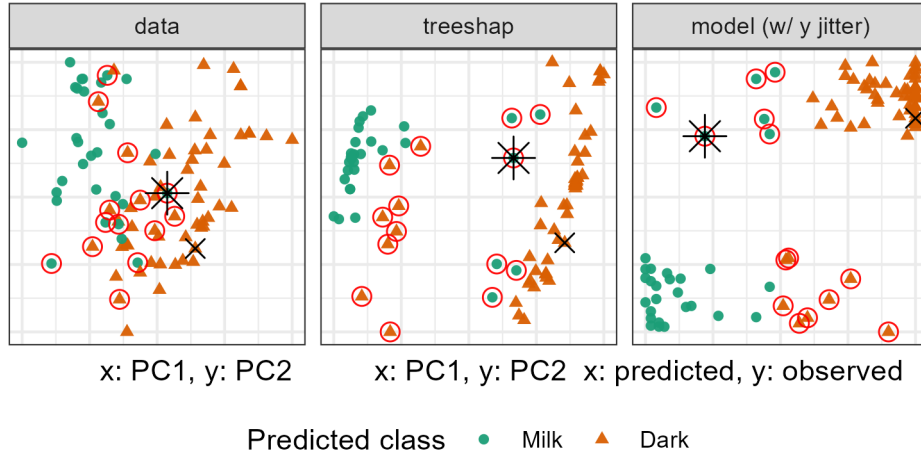 data
treeshap
model (w/ y jitter)
x: PC1, y: PC2
x: PC1, y: PC2
x: predicted, y: observed
Predicted class
Milk
Dark